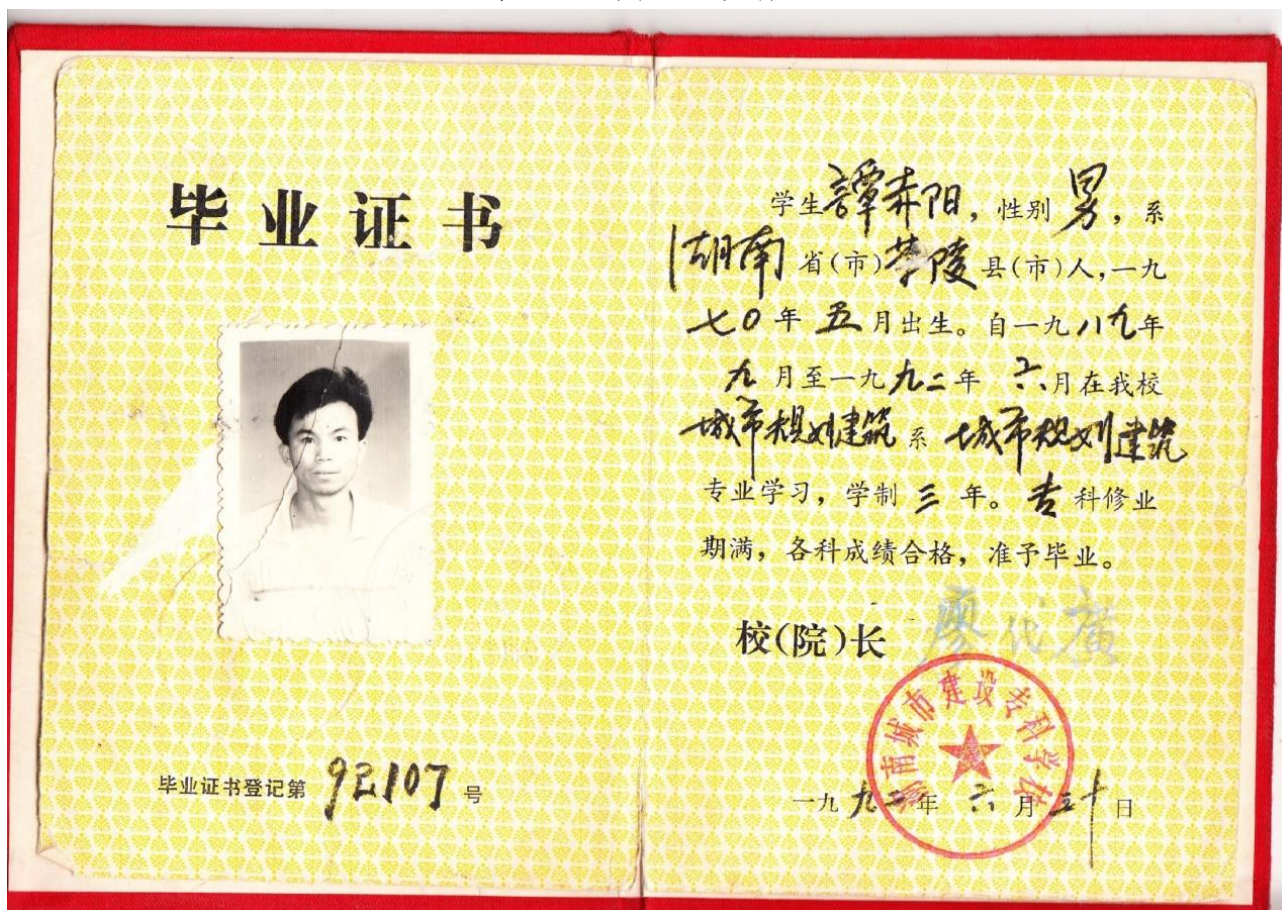 毕业证书
毕业证书登记第 92107 号
学生譚赤阳，性别男，系
湖南省(市)茶陵县(市)人，一九
七0年五月出生。自一九八九年
九月至一九九二年六月在我校
城市规划建筑系城市规划建筑
专业学习，学制三年。专科修业
期满，各科成绩合格，准予毕业。
校(院)长 廖代廣
湖南城市建设专科学校
一九九二年六月三十日